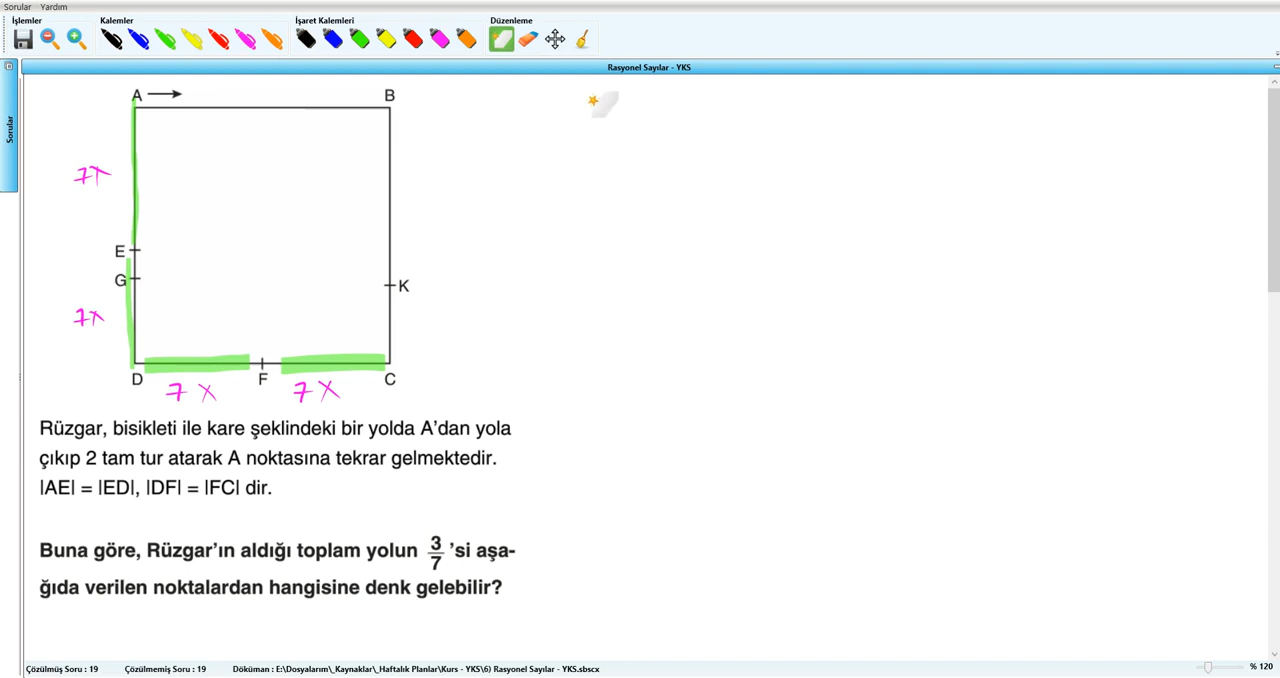 Sorular Yardım
İşlemler Kalemler İşaret Kalemleri Düzenleme
Rasyonel Sayılar - YKS
Sorular
A B
7x
E
G K
7x
D F C
7x 7x
Rüzgar, bisikleti ile kare şeklindeki bir yolda A’dan yola
çıkıp 2 tam tur atarak A noktasına tekrar gelmektedir.
|AE| = |ED|, |DF| = |FC| dir.
Buna göre, Rüzgar’ın aldığı toplam yolun 3/7 ’si aşa-
ğıda verilen noktalardan hangisine denk gelebilir?
Çözülmüş Soru : 19 Çözülmemiş Soru : 19 Döküman : E:\Dosyalarım\_Kaynaklar\_Haftalık Planlar\Kurs - YKS\6) Rasyonel Sayılar - YKS.sbscx % 120